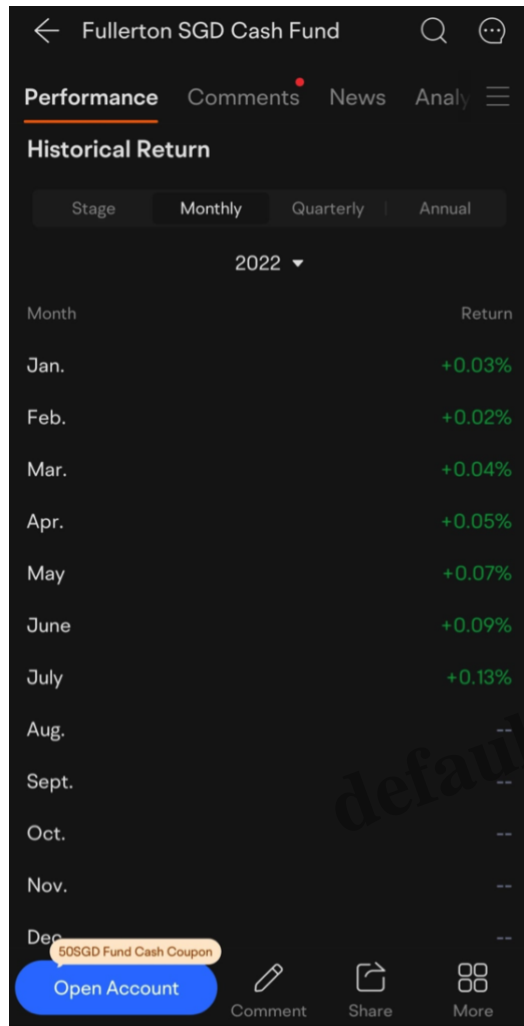 Fullerton SGD Cash Fund
Performance Comments News Analy
Historical Return
Stage Monthly Quarterly Annual
2022
Month Return
Jan. +0.03%
Feb. +0.02%
Mar. +0.04%
Apr. +0.05%
May +0.07%
June +0.09%
July +0.13%
Aug. --
Sept. --
Oct. --
Nov. --
Dec --
50SGD Fund Cash Coupon
Open Account
Comment Share More
defaul